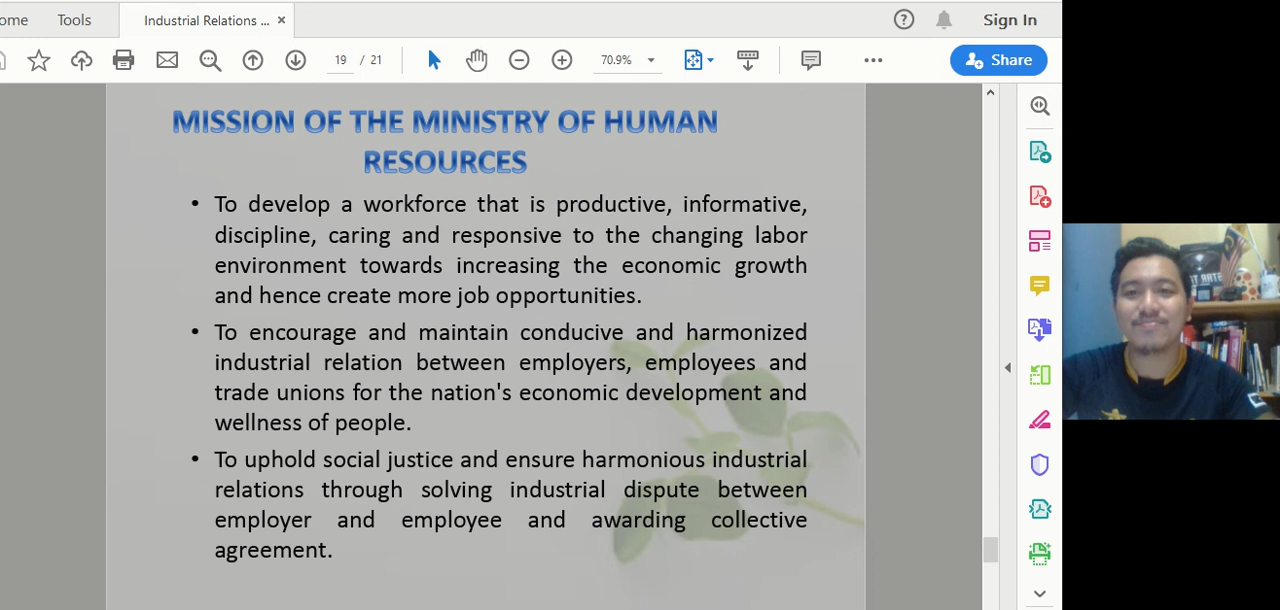 ome Tools Industrial Relations ... × Sign In
19 / 21 70.9% ... Share
MISSION OF THE MINISTRY OF HUMAN
RESOURCES
• To develop a workforce that is productive, informative,
discipline, caring and responsive to the changing labor
environment towards increasing the economic growth
and hence create more job opportunities.
• To encourage and maintain conducive and harmonized
industrial relation between employers, employees and
trade unions for the nation's economic development and
wellness of people.
• To uphold social justice and ensure harmonious industrial
relations through solving industrial dispute between
employer and employee and awarding collective
agreement.